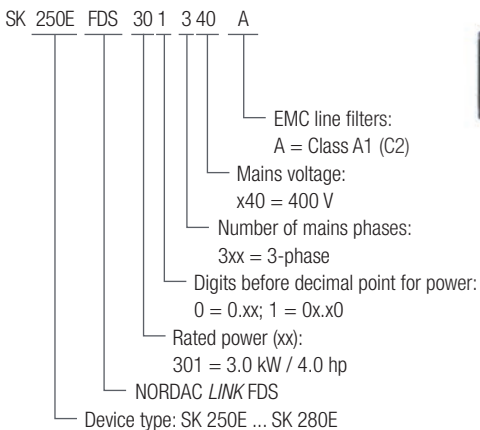 SK 250E FDS 30 1 3 40 A
EMC line filters:
A = Class A1 (C2)
Mains voltage:
x40 = 400 V
Number of mains phases:
3xx = 3-phase
Digits before decimal point for power:
0 = 0.xx; 1 = 0x.x0
Rated power (xx):
301 = 3.0 kW / 4.0 hp
NORDAC LINK FDS
Device type: SK 250E ... SK 280E